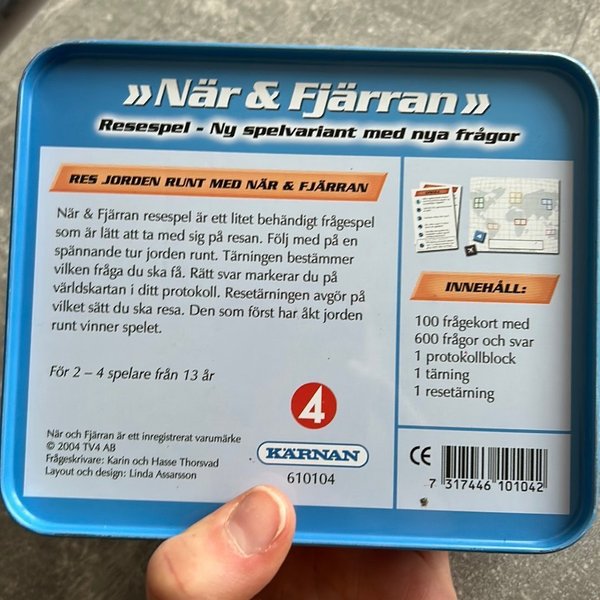 »När & Fjärran»
Resespel - Ny spelvariant med nya frågor
RES JORDEN RUNT MED NÄR & FJÄRRAN
När & Fjärran resespel är ett litet behändigt frågespel
som är lätt att ta med sig på resan. Följ med på en
spännande tur jorden runt. Tärningen bestämmer
vilken fråga du ska få. Rätt svar markerar du på
världskartan i ditt protokoll. Resetärningen avgör på
vilket sätt du ska resa. Den som först har åkt jorden
runt vinner spelet.
För 2 – 4 spelare från 13 år
När och Fjärran är ett inregistrerat varumärke
© 2004 TV4 AB
Frågeskrivare: Karin och Hasse Thorsvad
Layout och design: Linda Assarsson
4
KÄRNAN
610104
INNEHÅLL:
100 frågekort med
600 frågor och svar
1 protokollblock
1 tärning
1 resetärning
CE
7 317446 101042